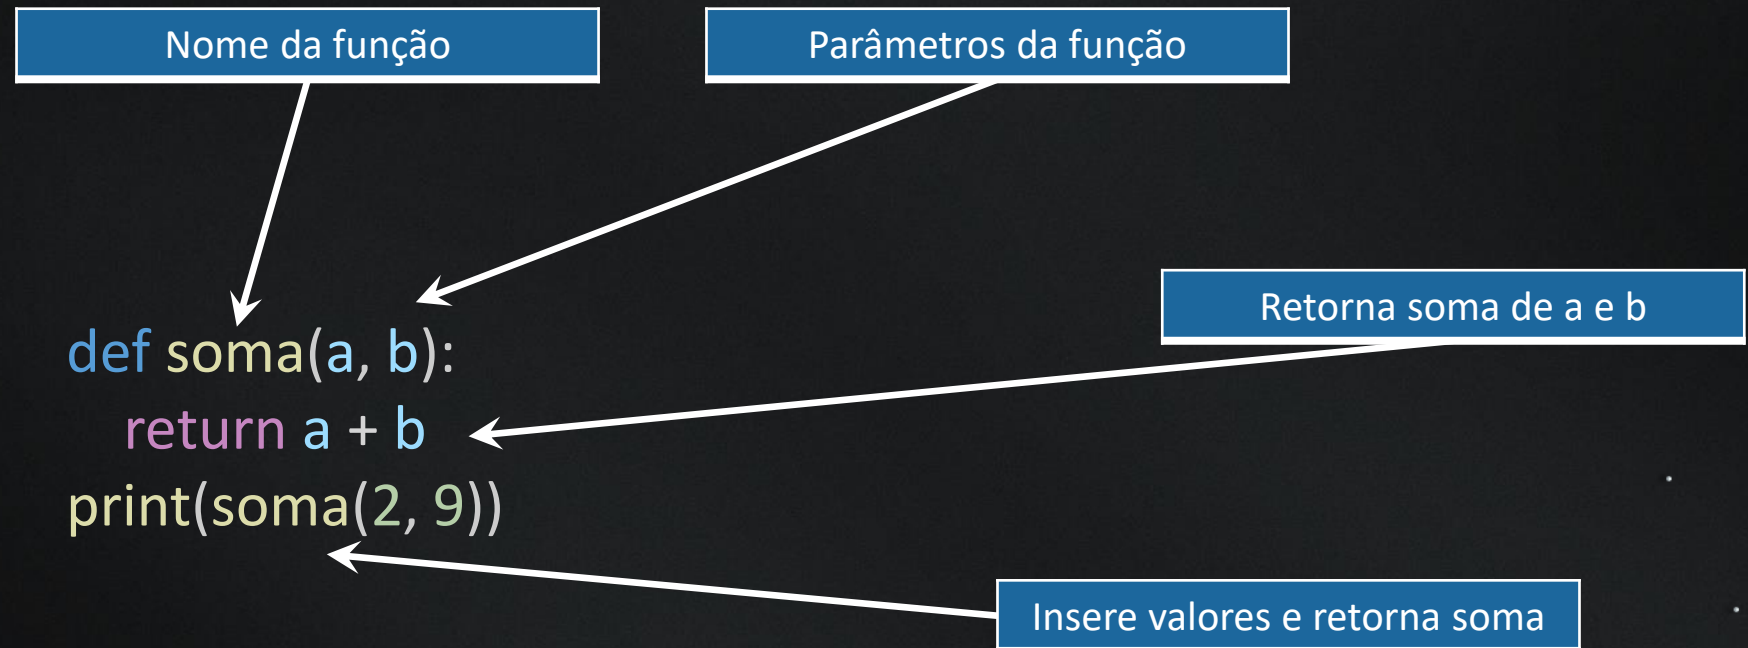 Nome da função
Parâmetros da função
Retorna soma de a e b
def soma(a, b):
return a + b
print(soma(2, 9))
Insere valores e retorna soma